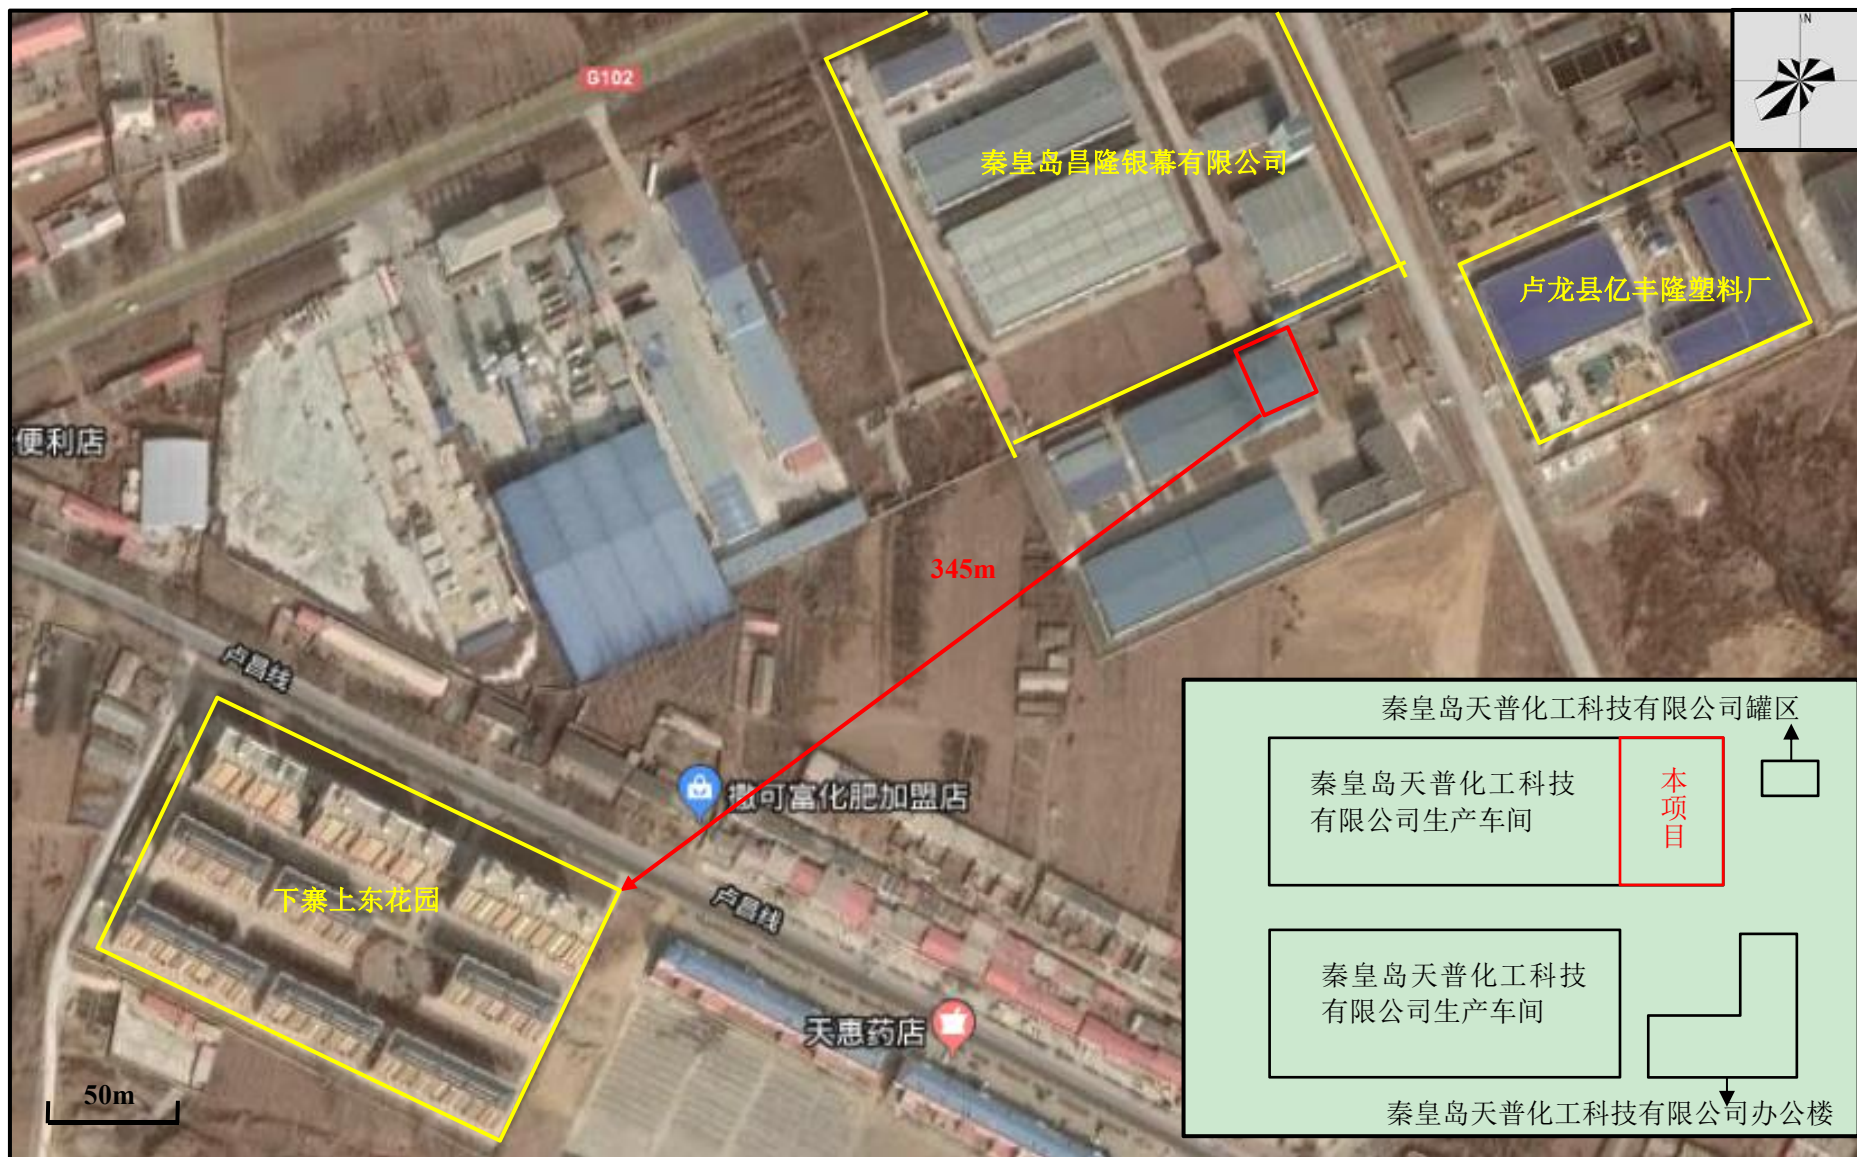 N
G102
秦皇岛昌隆银幕有限公司
卢龙县亿丰隆塑料厂
便利店
345m
卢昌线
撒可富化肥加盟店
下寨上东花园
卢昌线
天惠药店
50m
秦皇岛天普化工科技有限公司罐区
秦皇岛天普化工科技
有限公司生产车间
本
项
目
秦皇岛天普化工科技
有限公司生产车间
秦皇岛天普化工科技有限公司办公楼